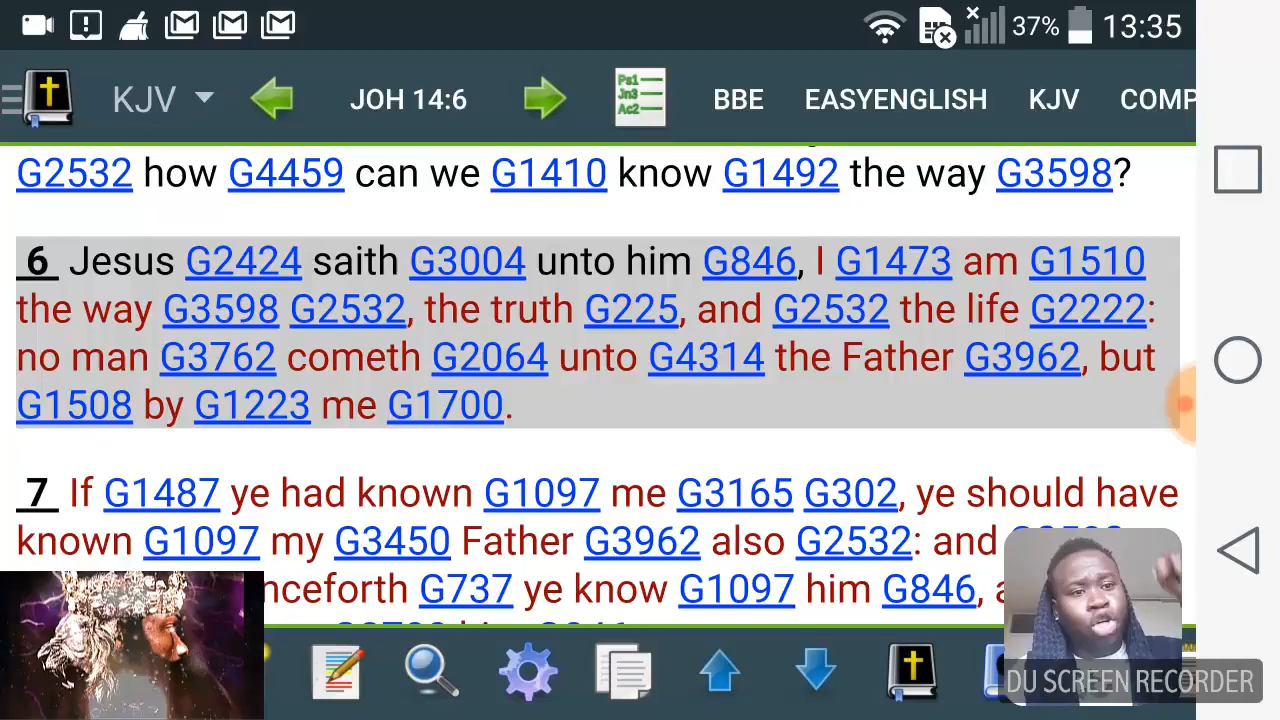 37% 13:35
KJV JOH 14:6 Ps1 Jn3 Ac2 BBE EASYENGLISH KJV COMP
G2532 how G4459 can we G1410 know G1492 the way G3598?
6 Jesus G2424 saith G3004 unto him G846, I G1473 am G1510
the way G3598 G2532, the truth G225, and G2532 the life G2222:
no man G3762 cometh G2064 unto G4314 the Father G3962, but
G1508 by G1223 me G1700.
7 If G1487 ye had known G1097 me G3165 G302, ye should have
known G1097 my G3450 Father G3962 also G2532: and
nceforth G737 ye know G1097 him G846,
DU SCREEN RECORDER